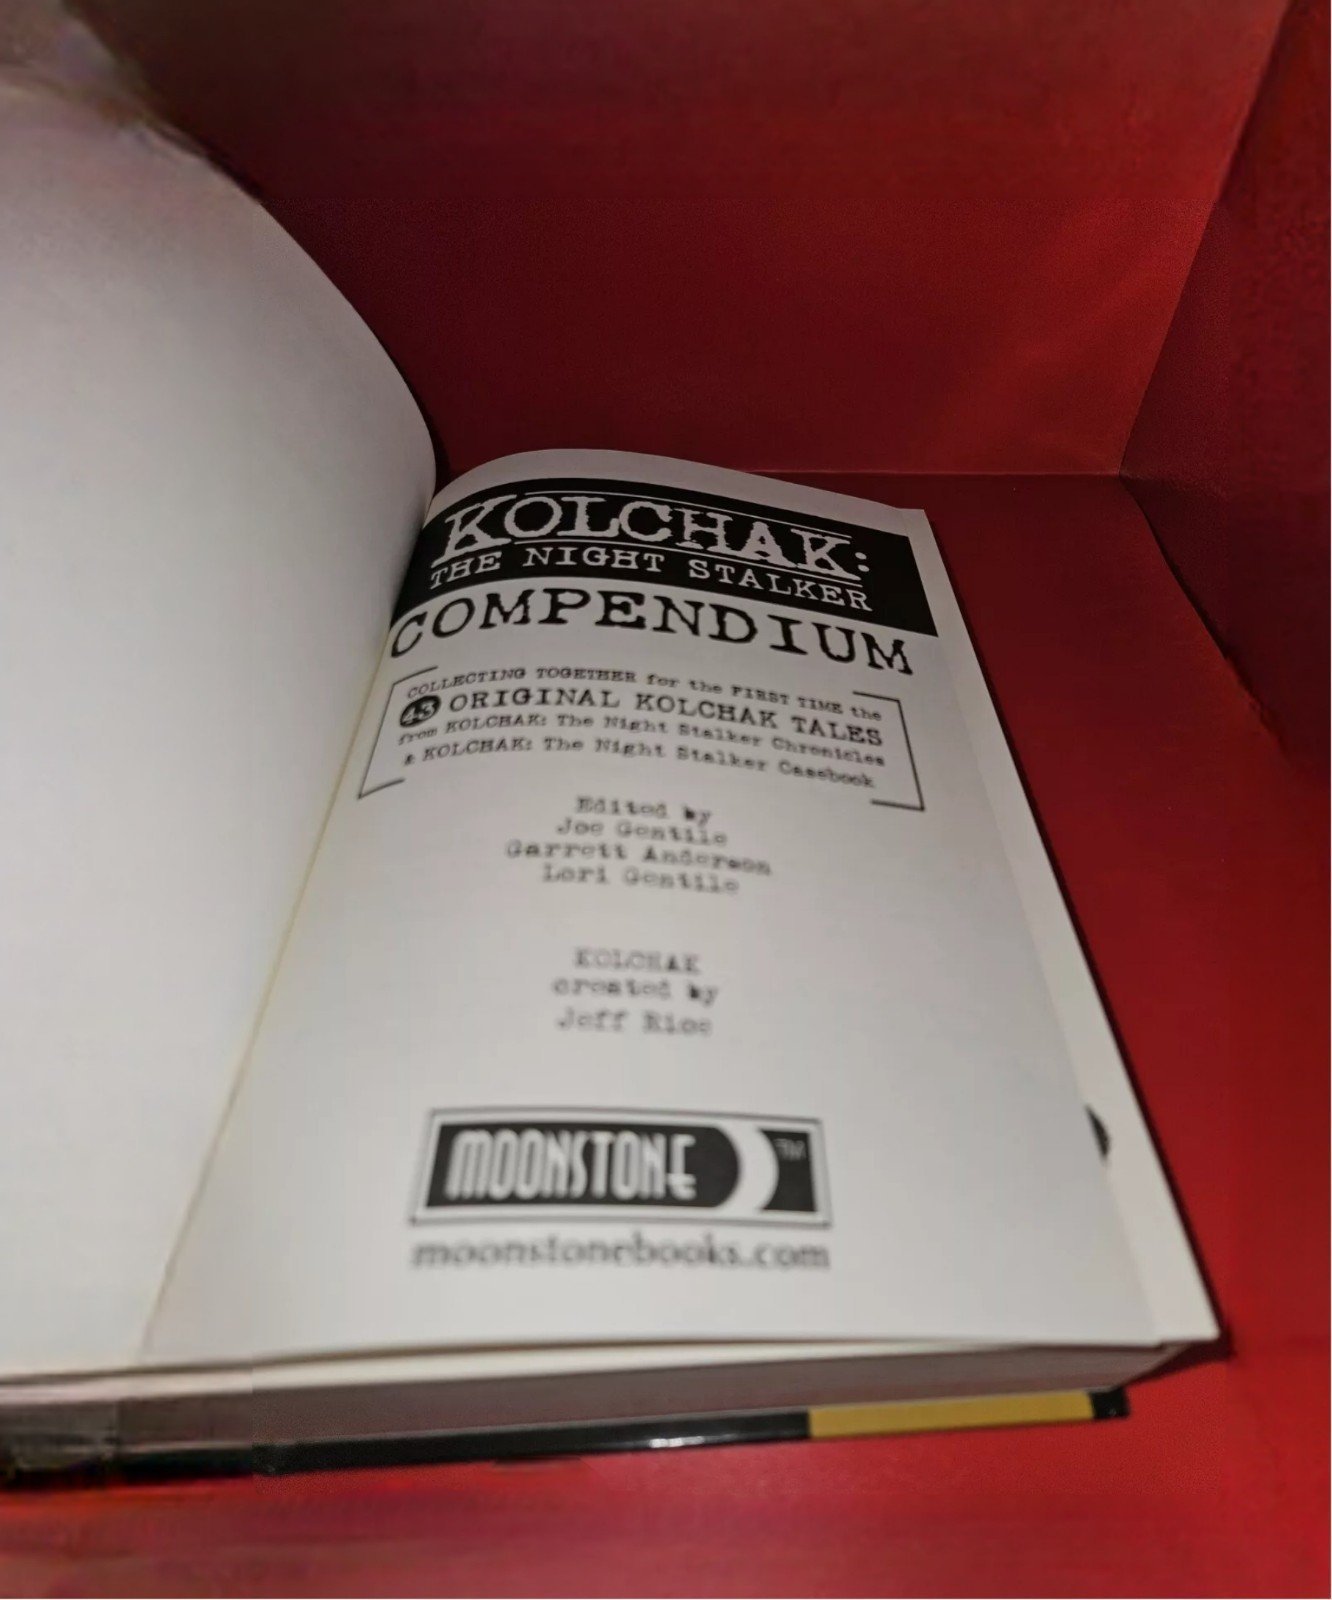 KOLCHAK:
THE NIGHT STALKER
COMPENDIUM
COLLECTING TOGETHER for the FIRST TIME the
43 ORIGINAL KOLCHAK TALES
from KOLCHAK: The Night Stalker Chronicles
& KOLCHAK: The Night Stalker Casebook
Edited by
Joe Gentile
Garrett Anderson
Lori Gentile
KOLCHAK
created by
Jeff Rice
MOONSTONE TM
moonstonebooks.com